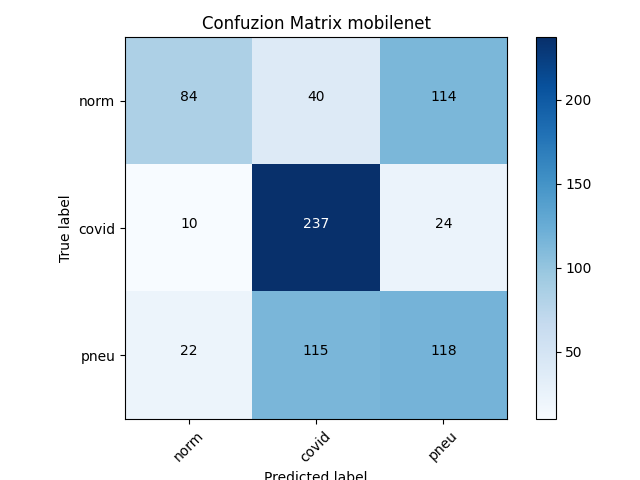 Confuzion Matrix mobilenet
norm 84 40 114
covid 10 237 24
pneu 22 115 118
True label
norm covid pneu
Predicted label
200
150
100
50